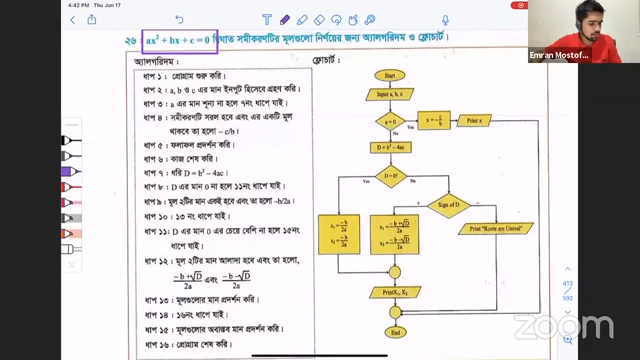 4:42 PM Thu Jun 17
২৬ : ax² + bx + c = 0 দ্বিঘাত সমীকরণটির মূলগুলো নির্ণয়ের জন্য অ্যালগরিদম ও ফ্লোচার্ট।
অ্যালগরিদম:
ধাপ ১ : প্রোগ্রাম শুরু করি।
ধাপ ২ : a, b ও c এর মান ইনপুট হিসেবে গ্রহণ করি।
ধাপ ৩ : a এর মান শূন্য না হলে ৭নং ধাপে যাই।
ধাপ ৪ : সমীকরণটি সরল হবে এবং এর একটি মূল
থাকবে তা হলো – c/b।
ধাপ ৫ : ফলাফল প্রদর্শন করি।
ধাপ ৬ : কাজ শেষ করি।
ধাপ ৭ : ধরি D = b² – 4ac
ধাপ ৮ : D এর মান 0 না হলে ১১নং ধাপে যাই।
ধাপ ৯ : মূল ২টির মান একই হবে এবং তা হলো –b/2a।
ধাপ ১০ : ১৩ নং ধাপে যাই।
ধাপ ১১: D এর মান 0 এর চেয়ে বেশি না হলে ১৫নং
ধাপে যাই।
ধাপ ১২ : মূল ২টির মান আলাদা হবে এবং তা হলো,
–b +√D / 2a এবং –b–√D / 2a
ধাপ ১৩ : মূলগুলোর মান প্রদর্শন করি।
ধাপ ১৪ : ১৬নং ধাপে যাই।
ধাপ ১৫ : মূলগুলোর অবাস্তব মান প্রদর্শন করি।
ধাপ ১৬ : প্রোগ্রাম শেষ করি।
ফ্লোচার্ট:
Start
Input a, b, c
a = 0
Yes
x = – c/b
Print x
No
D = b² – 4ac
D = 0?
Yes
No
Sign of D
+
–
x₁ = –b / 2a
x₂ = –b / 2a
x₁ = –b +√D / 2a
x₂ = –b –√D / 2a
Print "Roots are Unreal"
PrintX₁, X₂
End
Emran Mostof...
413
592
zoom